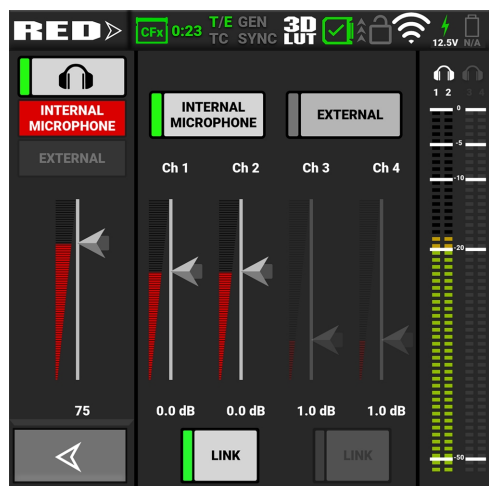 RED
CFx 0:23 T/E GEN 3D
TC SYNC LUT
12.5V N/A
INTERNAL
MICROPHONE
EXTERNAL
75
INTERNAL
MICROPHONE
EXTERNAL
Ch 1 Ch 2 Ch 3 Ch 4
0.0 dB 0.0 dB 1.0 dB 1.0 dB
LINK LINK
1 2 3 4
0
-5
-10
-20
-50